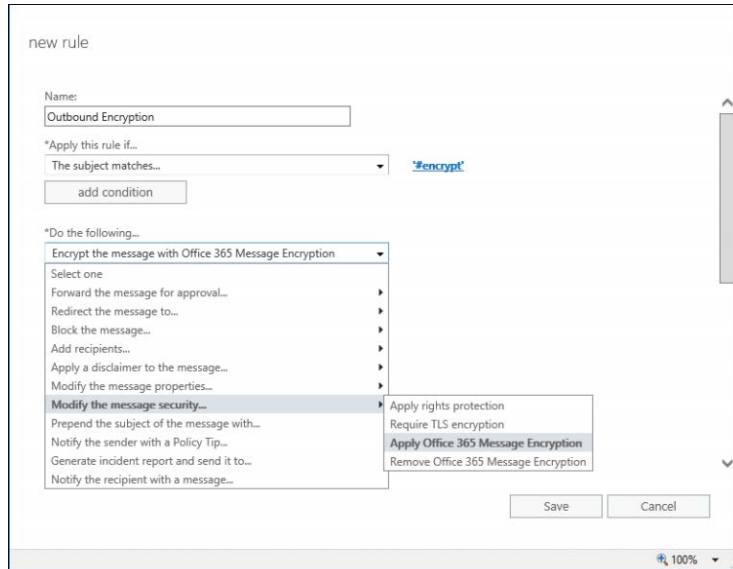 new rule
Name:
Outbound Encryption
*Apply this rule if...
The subject matches...
'#encrypt'
add condition
*Do the following...
Encrypt the message with Office 365 Message Encryption
Select one
Forward the message for approval...
Redirect the message to...
Block the message...
Add recipients...
Apply a disclaimer to the message...
Modify the message properties...
Modify the message security...
Apply rights protection
Require TLS encryption
Apply Office 365 Message Encryption
Remove Office 365 Message Encryption
Prepend the subject of the message with...
Notify the sender with a Policy Tip...
Generate incident report and send it to...
Notify the recipient with a message...
Save
Cancel
100%